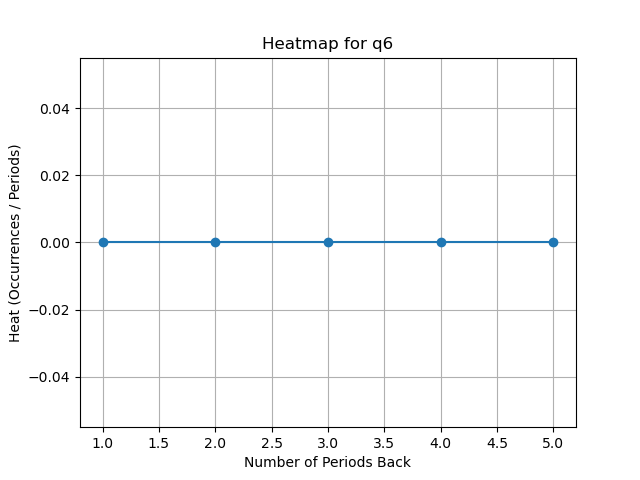 Heatmap for q6
Heat (Occurrences / Periods)
0.04
0.02
0.00
−0.02
−0.04
1.0 1.5 2.0 2.5 3.0 3.5 4.0 4.5 5.0
Number of Periods Back